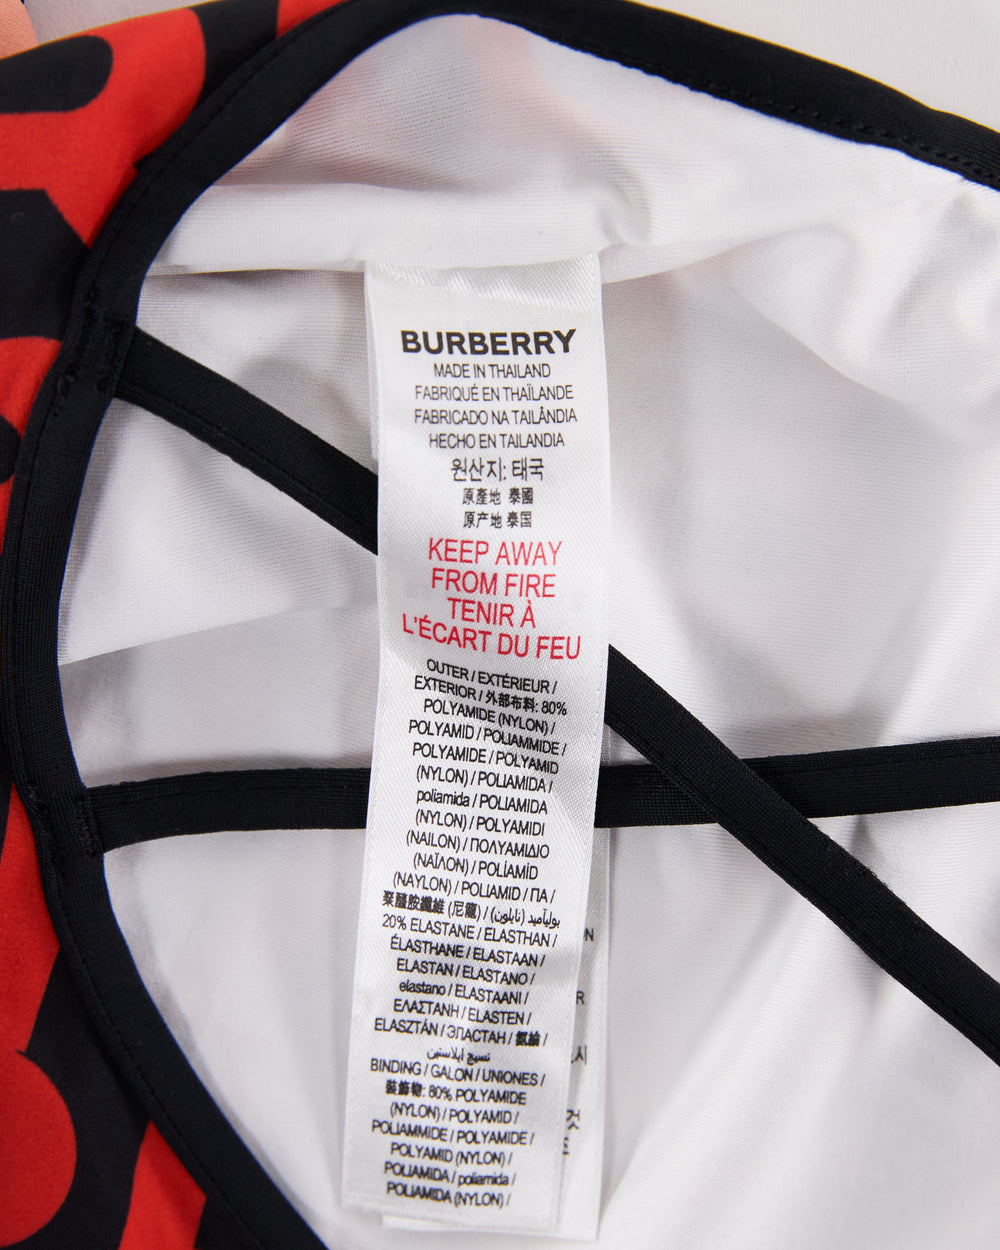 BURBERRY
MADE IN THAILAND
FABRIQUÉ EN THAÏLANDE
FABRICADO NA TAILÂNDIA
HECHO EN TAILANDIA
원산지: 태국
原產地 泰國
原产地 泰国
KEEP AWAY
FROM FIRE
TENIR À
L'ÉCART DU FEU
OUTER / EXTÉRIEUR /
EXTERIOR / 外部布料: 80%
POLYAMIDE (NYLON) /
POLYAMID / POLIAMMIDE /
POLYAMIDE / POLYAMID
(NYLON) / POLIAMIDA /
poliamida / POLIAMIDA
(NYLON) / POLYAMIDI
(NAILON) / ΠΟΛΥΑΜΙΔΙΟ
(ΝΑΪΛΟΝ) / POLÍAMÍD
(NAYLON) / POLIAMID / ПА /
聚醯胺纖維 (尼龍) / (نايلون) بولياميد
20% ELASTANE / ELASTHAN /
ÉLASTHANE / ELASTAAN /
ELASTAN / ELASTANO /
elastano / ELASTAANI /
ΕΛΑΣΤΑΝΗ / ELASTEN /
ELASZTÁN / ЭЛАСТАН / 氨綸 /
نسيج ايلاستين
BINDING / GALON / UNIONES /
裝飾物: 80% POLYAMIDE
(NYLON) / POLYAMID /
POLIAMMIDE / POLYAMIDE /
POLYAMID (NYLON) /
POLIAMIDA / poliamida /
POLIAMIDA (NYLON) /